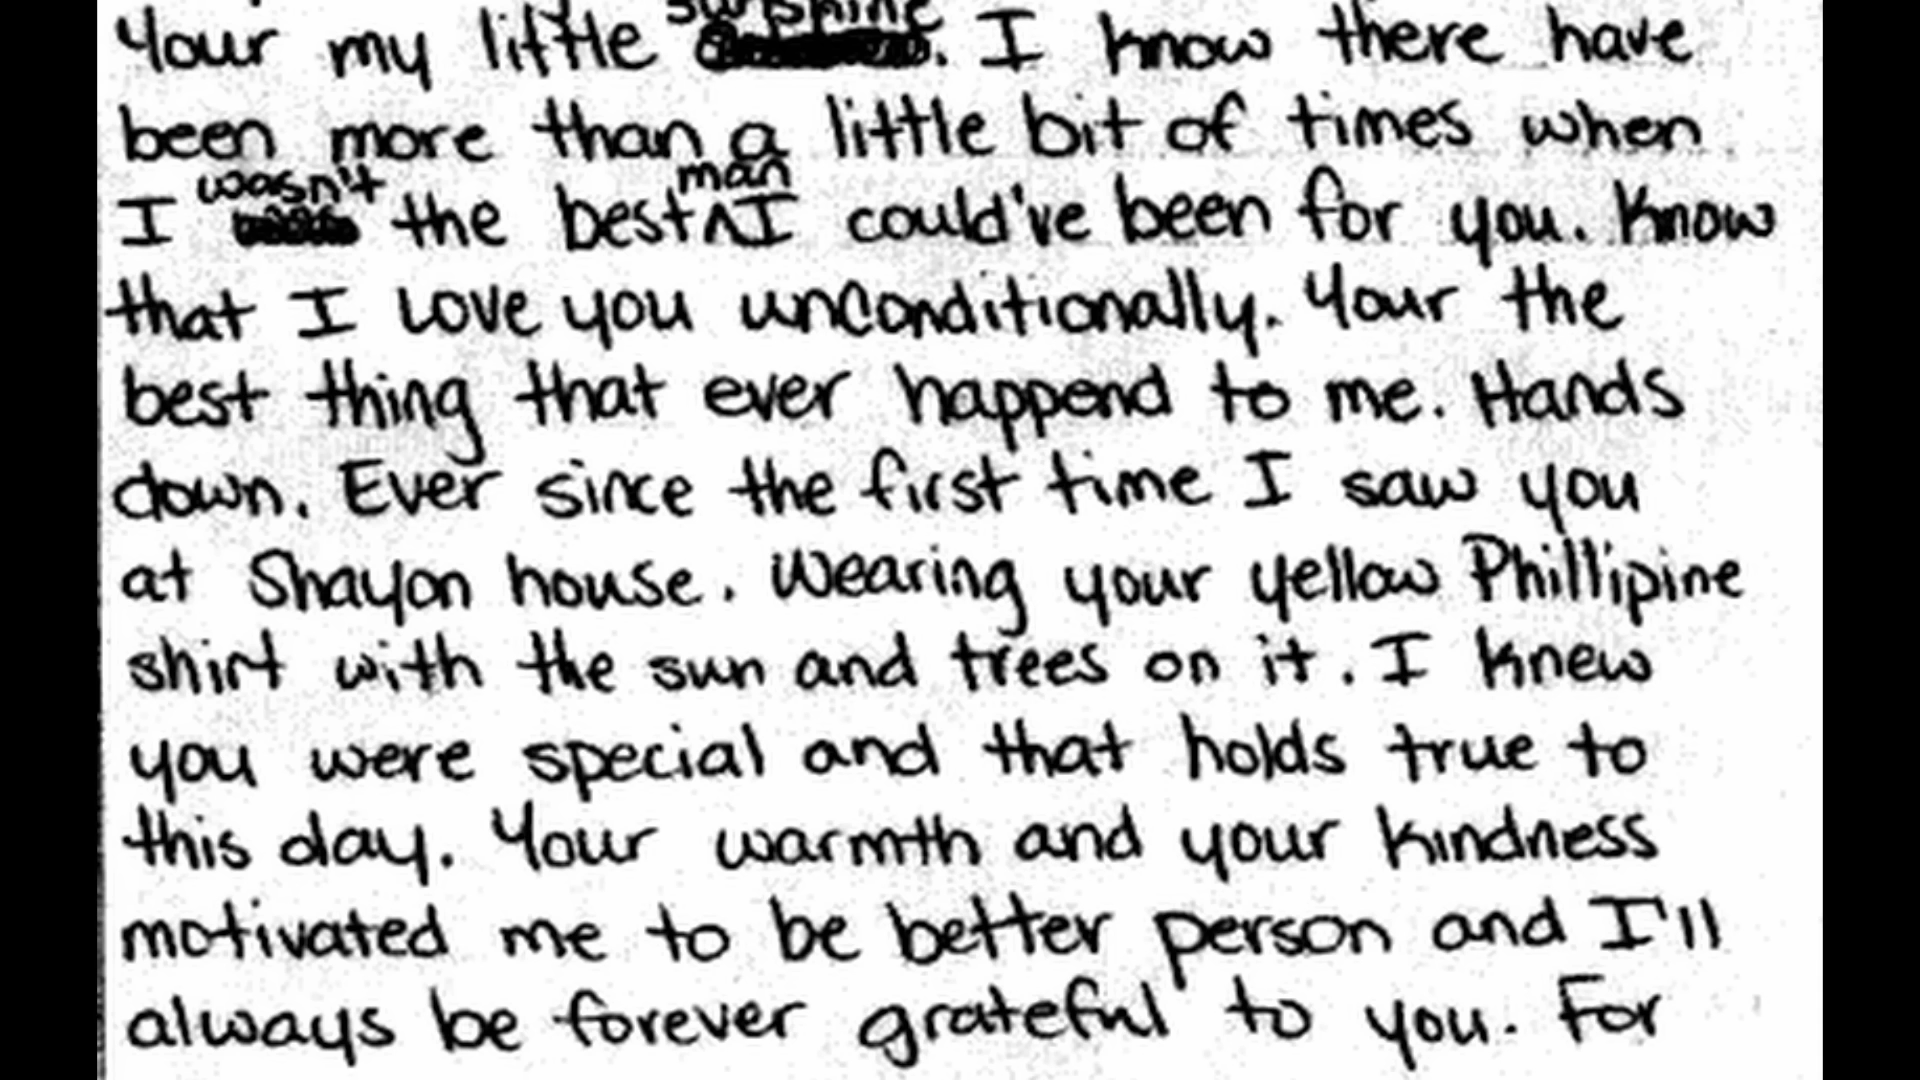 Your my little sunshine. I know there have
been more than a little bit of times when
I wasn't the best ^man I could've been for you. Know
that I love you unconditionally. Your the
best thing that ever happend to me. Hands
down. Ever since the first time I saw you
at Shayon house. Wearing your yellow Phillipine
shirt with the sun and trees on it. I knew
you were special and that holds true to
this day. Your warmth and your kindness
motivated me to be better person and I'll
always be forever grateful to you. For